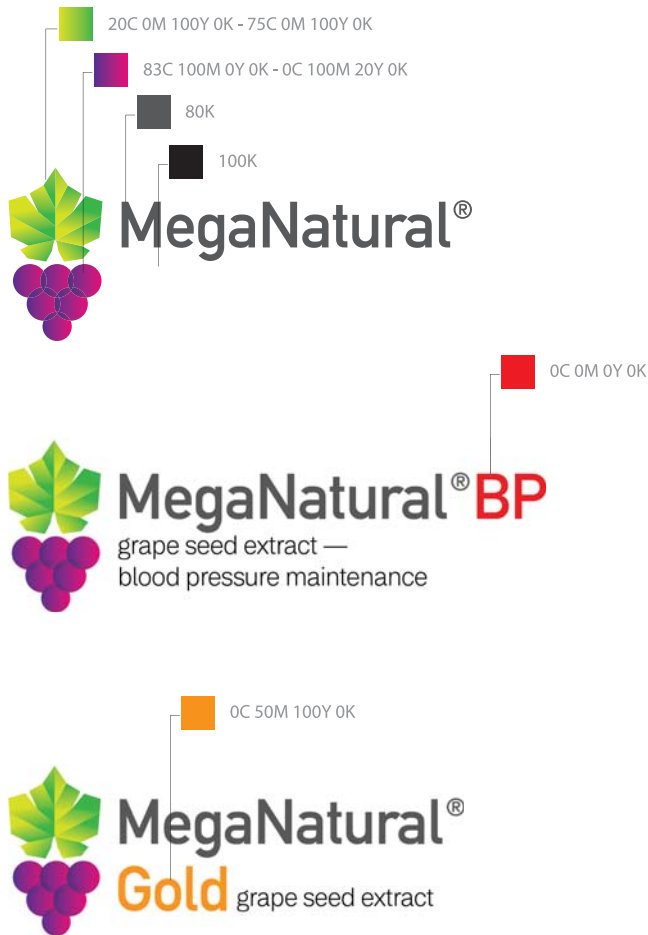 20C 0M 100Y 0K - 75C 0M 100Y 0K
83C 100M 0Y 0K - 0C 100M 20Y 0K
80K
100K
MegaNatural®
0C 0M 0Y 0K
MegaNatural® BP
grape seed extract —
blood pressure maintenance
0C 50M 100Y 0K
MegaNatural®
Gold grape seed extract